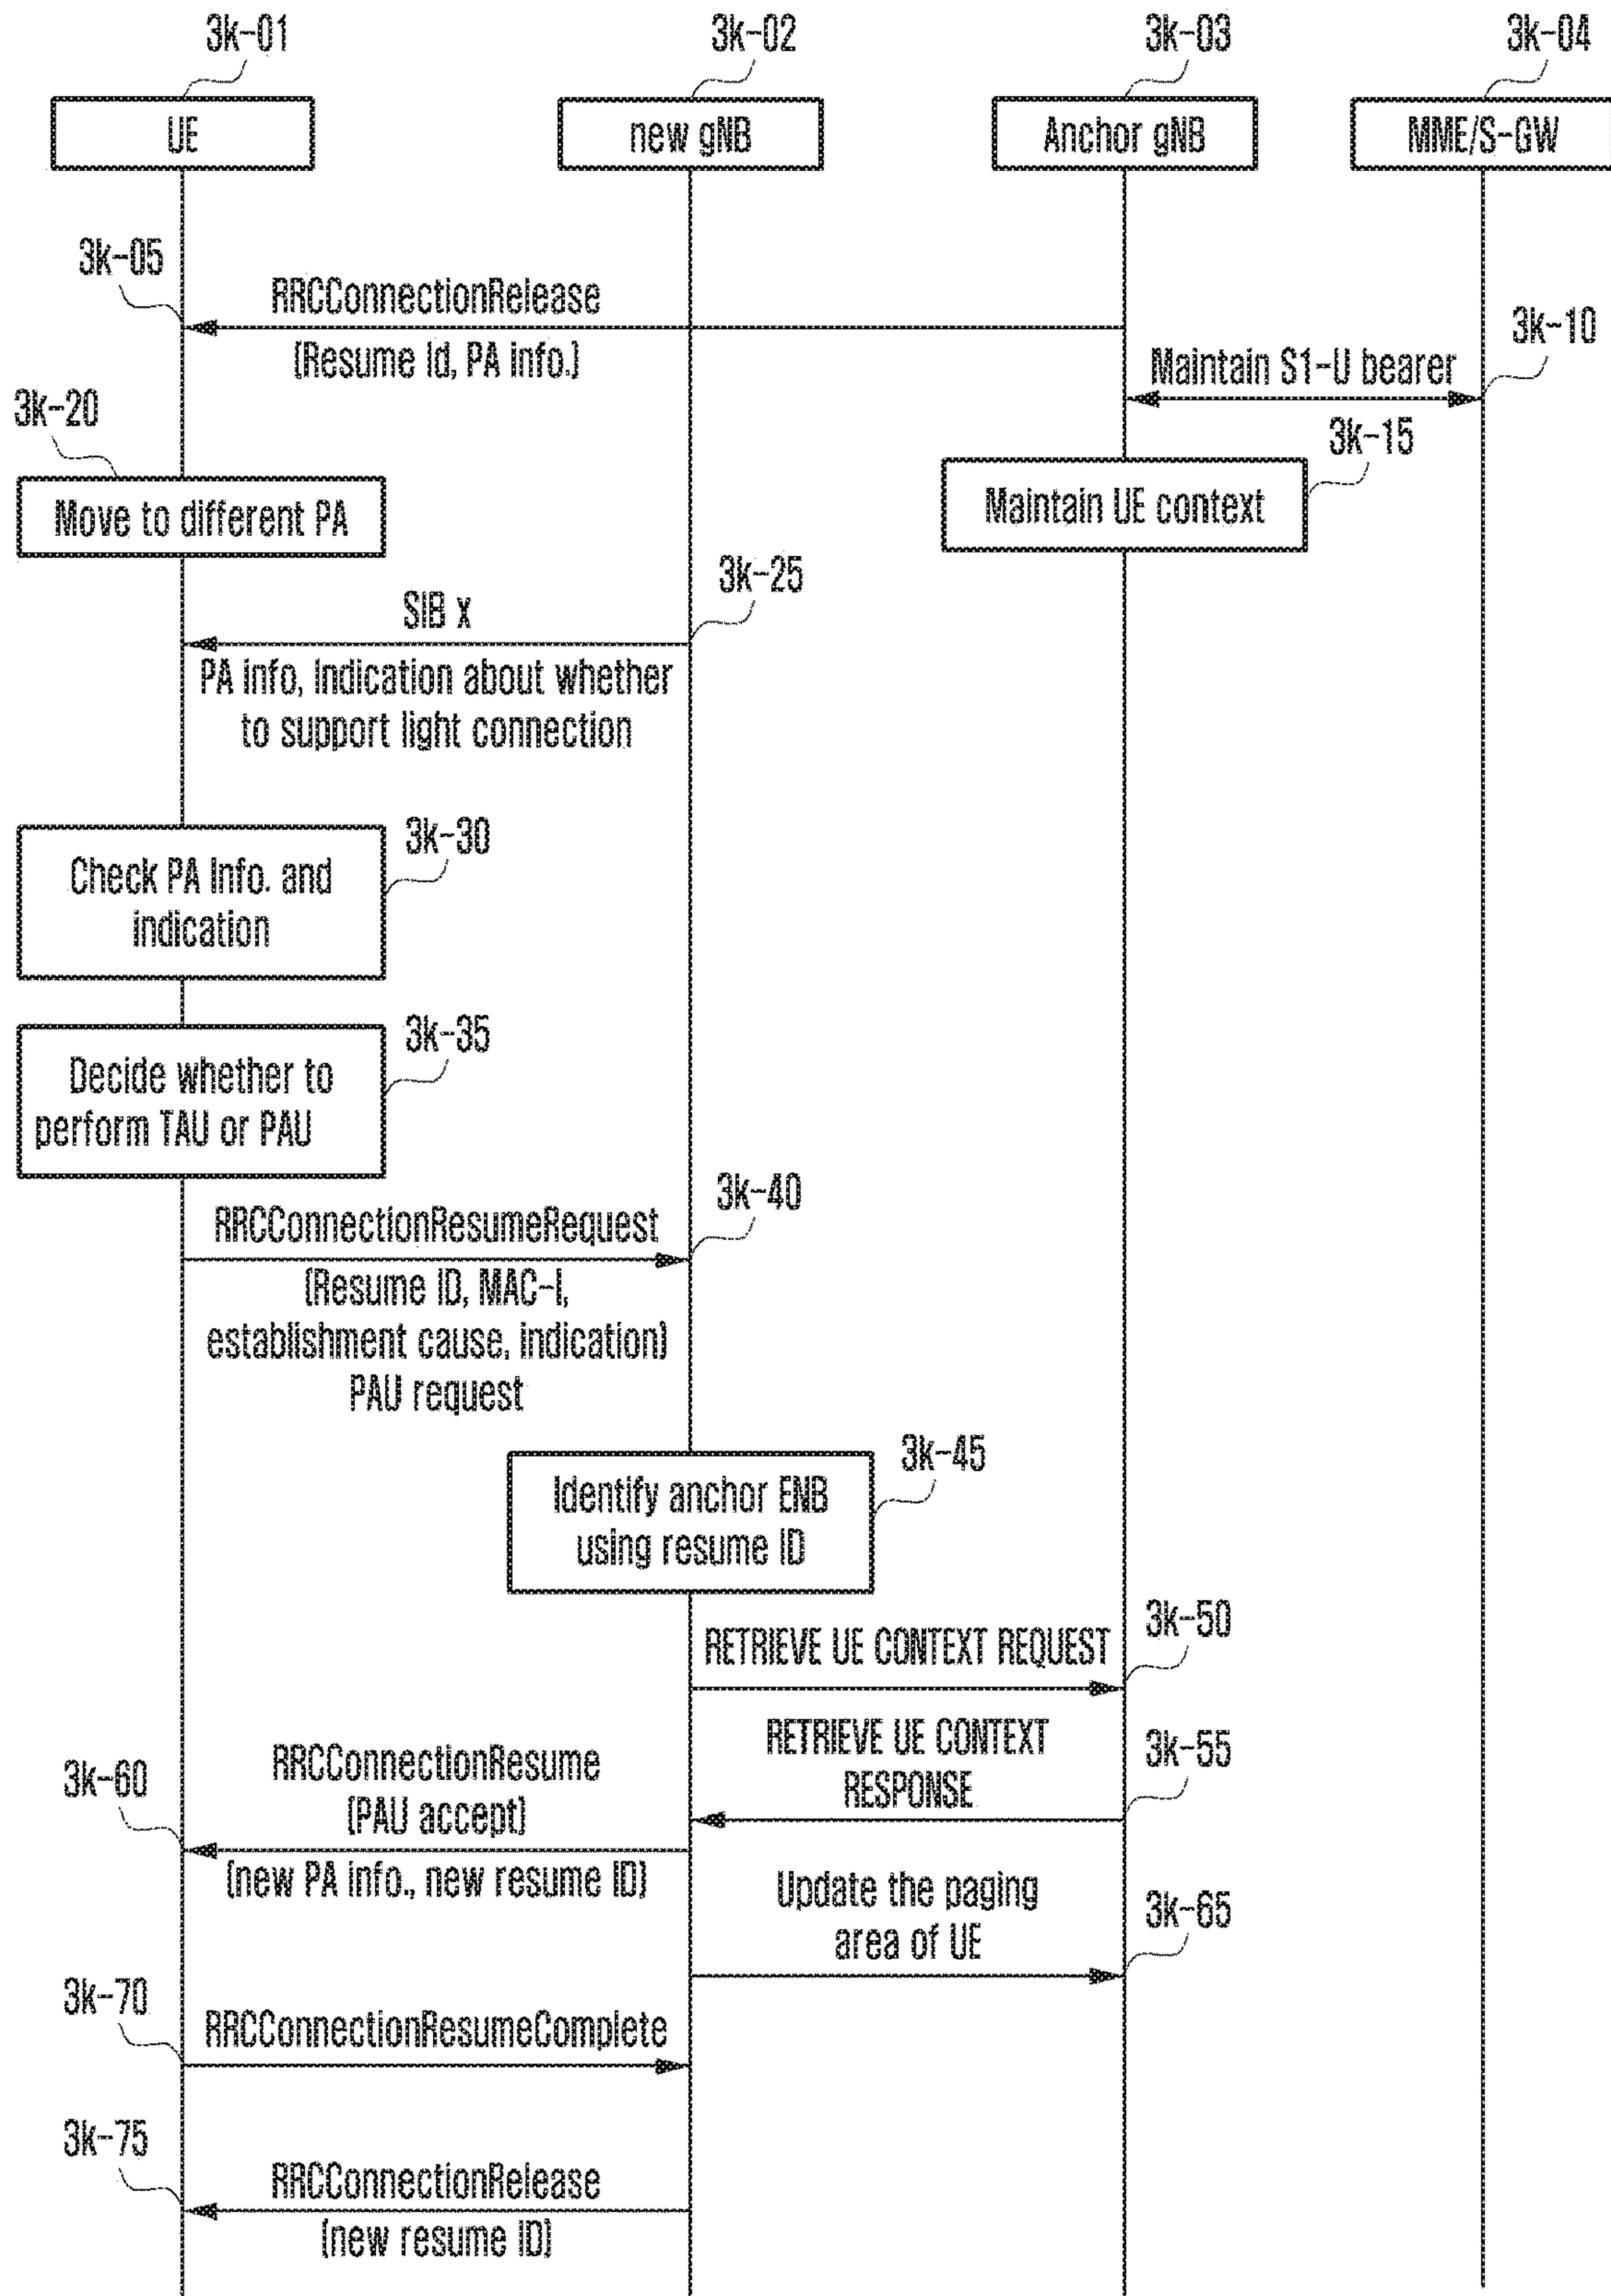 3k-01
3k-02
3k-03
3k-04
UE
new gNB
Anchor gNB
MME/S-GW
3k-05
RRCConnectionRelease
(Resume Id, PA info.)
3k-10
Maintain S1-U bearer
3k-15
Maintain UE context
3k-20
Move to different PA
3k-25
SIB x
PA info, Indication about whether
to support light connection
3k-30
Check PA Info. and
indication
3k-35
Decide whether to
perform TAU or PAU
3k-40
RRCConnectionResumeRequest
(Resume ID, MAC-I,
establishment cause, indication)
PAU request
3k-45
Identify anchor ENB
using resume ID
3k-50
RETRIEVE UE CONTEXT REQUEST
3k-55
RETRIEVE UE CONTEXT
RESPONSE
3k-60
RRCConnectionResume
(PAU accept)
(new PA info., new resume ID)
3k-65
Update the paging
area of UE
3k-70
RRCConnectionResumeComplete
3k-75
RRCConnectionRelease
(new resume ID)